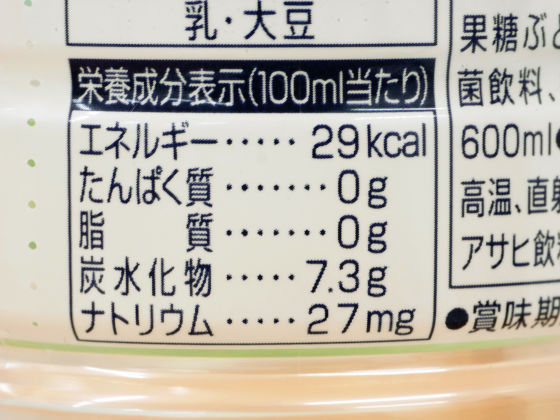 乳・大豆
栄養成分表示(100ml当たり)
エネルギー・・・・・29kcal
たんぱく質・・・・・・・0g
脂質・・・・・・・0g
炭水化物・・・・・7.3g
ナトリウム・・・・・27mg
果糖ぶ
菌飲料、
600ml●
高温、直射
アサヒ飲料
●賞味期